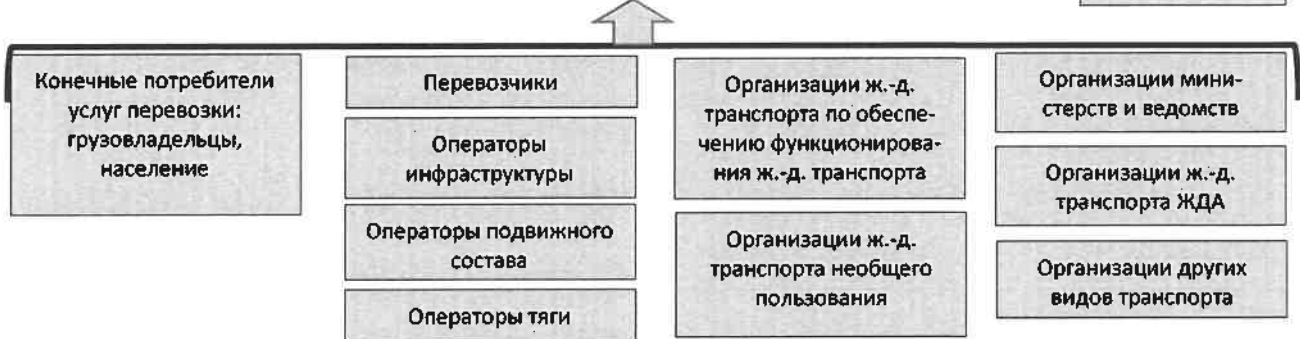 Конечные потребители
услуг перевозки:
грузовладельцы,
население
Перевозчики
Операторы
инфраструктуры
Операторы подвижного
состава
Операторы тяги
Организации ж.-д.
транспорта по обеспе-
чению функционирова-
ния ж.-д. транспорта
Организации ж.-д.
транспорта необщего
пользования
Организации мини-
стерств и ведомств
Организации ж.-д.
транспорта ЖДА
Организации других
видов транспорта